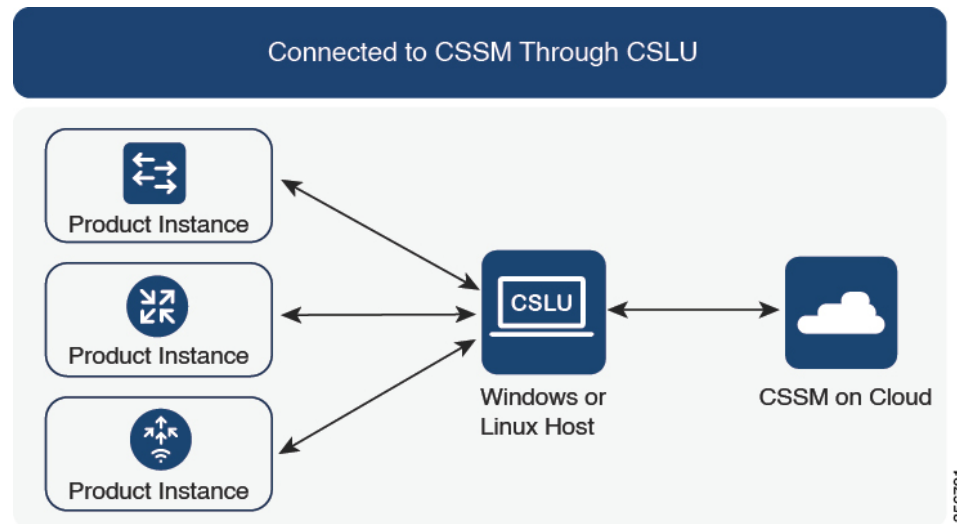 Connected to CSSM Through CSLU
Product Instance
Product Instance
Product Instance
CSLU
Windows or
Linux Host
CSSM on Cloud